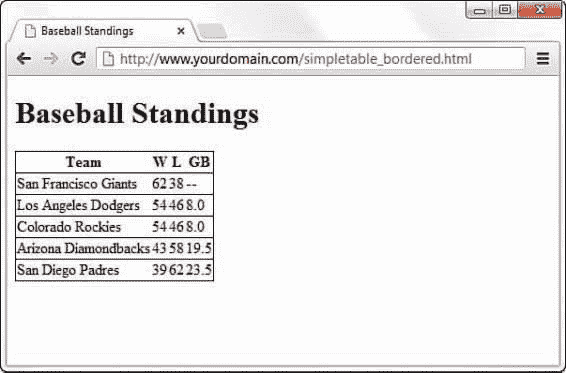 Baseball Standings
http://www.yourdomain.com/simpletable_bordered.html
Baseball Standings
Team W L GB
San Francisco Giants 62 38 --
Los Angeles Dodgers 54 46 8.0
Colorado Rockies 54 46 8.0
Arizona Diamondbacks 43 58 19.5
San Diego Padres 39 62 23.5